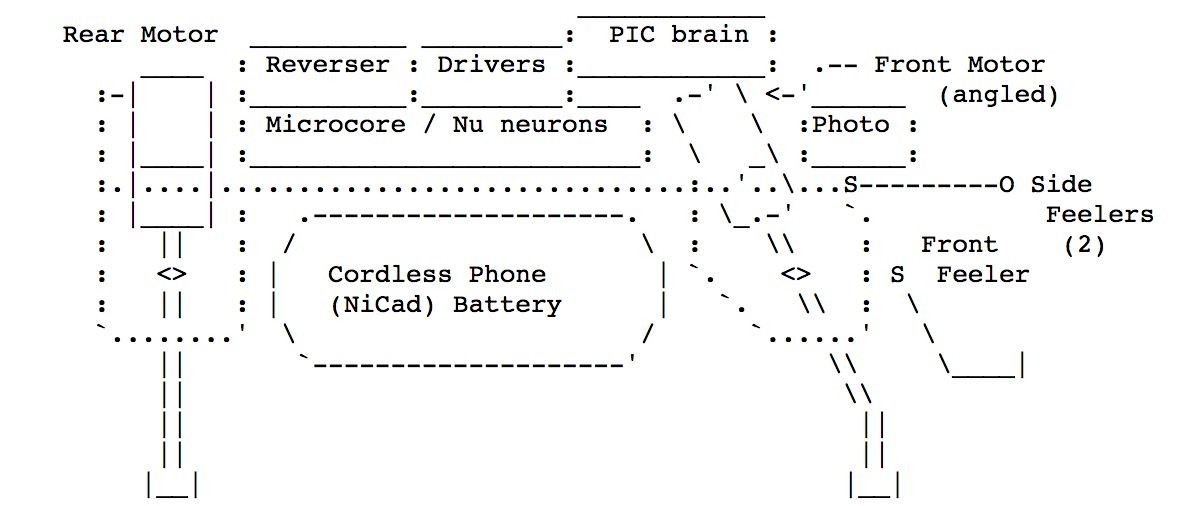 Rear Motor PIC brain
Reverser : Drivers Front Motor
(angled)
Microcore / Nu neurons Photo
S---------O Side
Feelers
Front (2)
Cordless Phone S Feeler
(NiCad) Battery